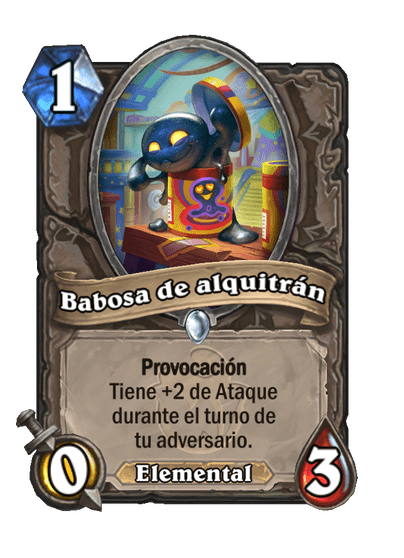 1
Babosa de alquitrán
Provocación
Tiene +2 de Ataque
durante el turno de
tu adversario.
0
Elemental
3